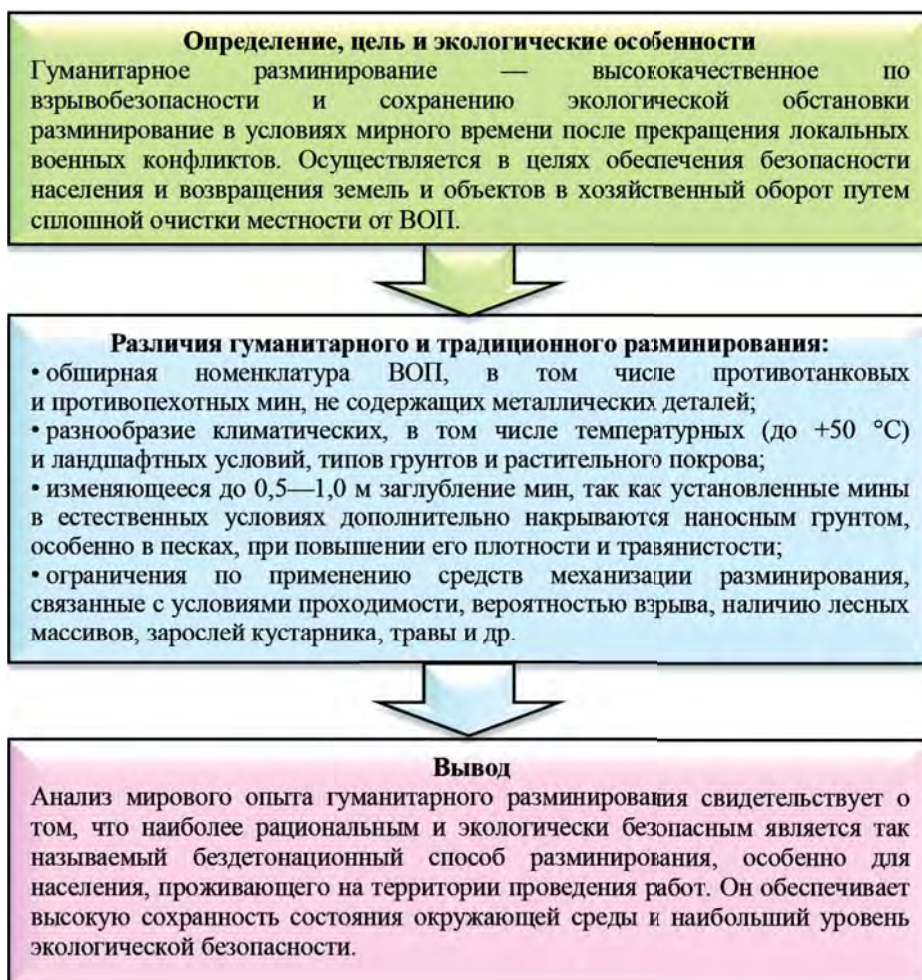 Определение, цель и экологические особенности
Гуманитарное разминирование — высококачественное по
взрывобезопасности и сохранению экологической обстановки
разминирование в условиях мирного времени после прекращения локальных
военных конфликтов. Осуществляется в целях обеспечения безопасности
населения и возвращения земель и объектов в хозяйственный оборот путем
сплошной очистки местности от ВОП.
Различия гуманитарного и традиционного разминирования:
• обширная номенклатура ВОП, в том числе противотанковых
и противопехотных мин, не содержащих металлических деталей;
• разнообразие климатических, в том числе температурных (до +50 °С)
и ландшафтных условий, типов грунтов и растительного покрова;
• изменяющееся до 0,5—1,0 м заглубление мин, так как установленные мины
в естественных условиях дополнительно накрываются наносным грунтом,
особенно в песках, при повышении его плотности и травянистости;
• ограничения по применению средств механизации разминирования,
связанные с условиями проходимости, вероятностью взрыва, наличию лесных
массивов, зарослей кустарника, травы и др.
Вывод
Анализ мирового опыта гуманитарного разминирования свидетельствует о
том, что наиболее рациональным и экологически безопасным является так
называемый бездетонационный способ разминирования, особенно для
населения, проживающего на территории проведения работ. Он обеспечивает
высокую сохранность состояния окружающей среды и наибольший уровень
экологической безопасности.